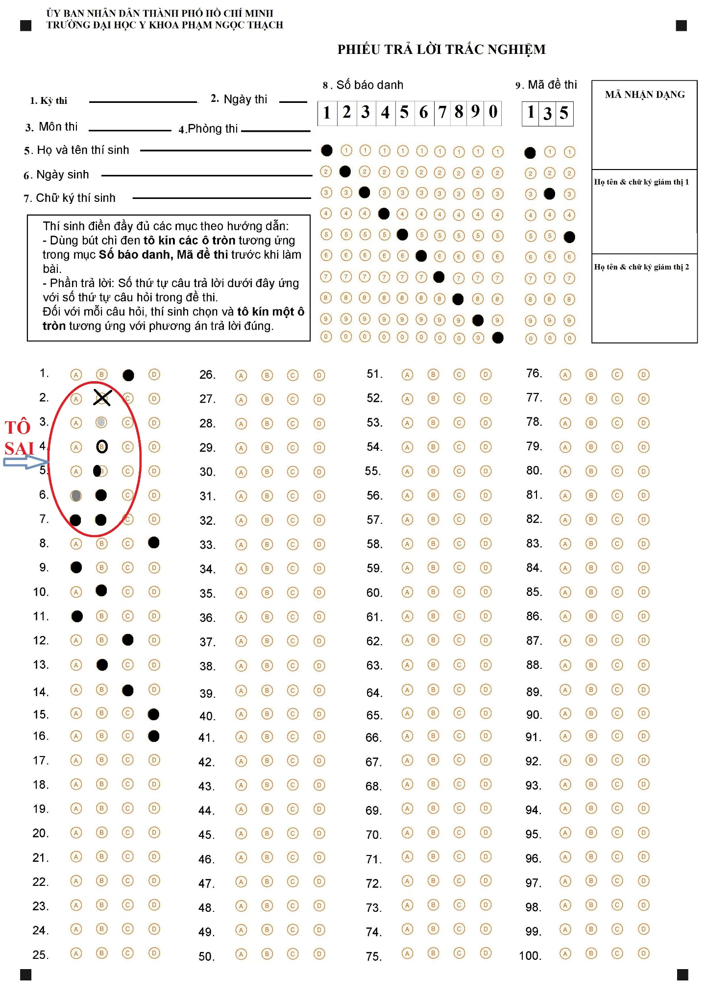 ỦY BAN NHÂN DÂN THÀNH PHỐ HỒ CHÍ MINH
TRƯỜNG ĐẠI HỌC Y KHOA PHẠM NGỌC THẠCH
PHIẾU TRẢ LỜI TRẮC NGHIỆM
1. Kỳ thi
2. Ngày thi
3. Môn thi
4.Phòng thi
5. Họ và tên thí sinh
6. Ngày sinh
7. Chữ ký thí sinh
Thí sinh điền đầy đủ các mục theo hướng dẫn:
- Dùng bút chì đen tô kín các ô tròn tương ứng
trong mục Số báo danh, Mã đề thi trước khi làm
bài.
- Phần trả lời: Số thứ tự câu trả lời dưới đây ứng
với số thứ tự câu hỏi trong đề thi.
Đối với mỗi câu hỏi, thí sinh chọn và tô kín một ô
tròn tương ứng với phương án trả lời đúng.
8. Số báo danh
1 2 3 4 5 6 7 8 9 0
1 1 1 1 1 1 1 1 1
2 2 2 2 2 2 2 2 2
3 3 3 3 3 3 3 3 3
4 4 4 4 4 4 4 4 4
5 5 5 5 5 5 5 5 5
6 6 6 6 6 6 6 6 6
7 7 7 7 7 7 7 7 7
8 8 8 8 8 8 8 8 8
9 9 9 9 9 9 9 9 9
0 0 0 0 0 0 0 0 0
9. Mã đề thi
1 3 5
1 1
2 2 2
3 3
4 4 4
5 5
6 6 6
7 7 7
8 8 8
9 9 9
0 0 0
MÃ NHẬN DẠNG
Họ tên & chữ ký giám thị 1
Họ tên & chữ ký giám thị 2
TÔ
SAI
1. A B D
2. A C D
3. A C D
4. A B C D
5. A B C D
6. C D
7. C D
8. A B C
9. B C D
10. A C D
11. B C D
12. A B D
13. A C D
14. A B D
15. A B C
16. A B C
17. A B C D
18. A B C D
19. A B C D
20. A B C D
21. A B C D
22. A B C D
23. A B C D
24. A B C D
25. A B C D
26. A B C D
27. A B C D
28. A B C D
29. A B C D
30. A B C D
31. A B C D
32. A B C D
33. A B C D
34. A B C D
35. A B C D
36. A B C D
37. A B C D
38. A B C D
39. A B C D
40. A B C D
41. A B C D
42. A B C D
43. A B C D
44. A B C D
45. A B C D
46. A B C D
47. A B C D
48. A B C D
49. A B C D
50. A B C D
51. A B C D
52. A B C D
53. A B C D
54. A B C D
55. A B C D
56. A B C D
57. A B C D
58. A B C D
59. A B C D
60. A B C D
61. A B C D
62. A B C D
63. A B C D
64. A B C D
65. A B C D
66. A B C D
67. A B C D
68. A B C D
69. A B C D
70. A B C D
71. A B C D
72. A B C D
73. A B C D
74. A B C D
75. A B C D
76. A B C D
77. A B C D
78. A B C D
79. A B C D
80. A B C D
81. A B C D
82. A B C D
83. A B C D
84. A B C D
85. A B C D
86. A B C D
87. A B C D
88. A B C D
89. A B C D
90. A B C D
91. A B C D
92. A B C D
93. A B C D
94. A B C D
95. A B C D
96. A B C D
97. A B C D
98. A B C D
99. A B C D
100. A B C D